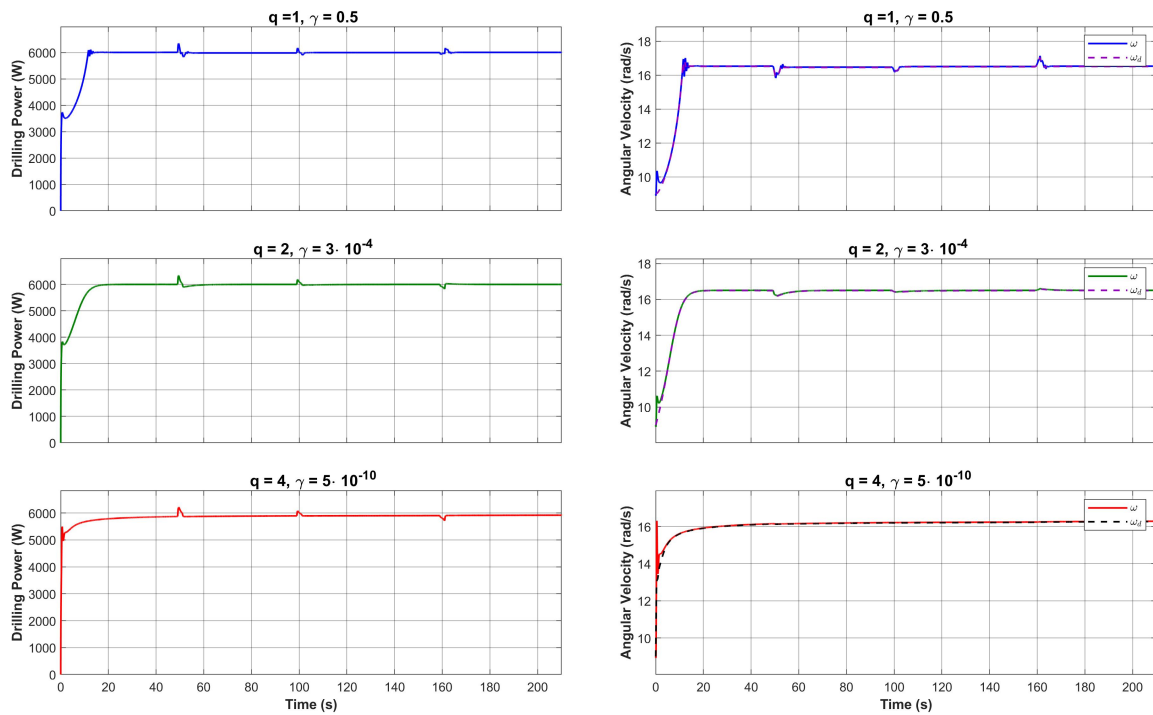 q =1, γ = 0.5
Drilling Power (W)
6000
5000
4000
3000
2000
1000
0
q =1, γ = 0.5
Angular Velocity (rad/s)
18
16
14
12
10
ω
ω_d
q = 2, γ = 3· 10^-4
Drilling Power (W)
6000
5000
4000
3000
2000
1000
0
q = 2, γ = 3· 10^-4
Angular Velocity (rad/s)
18
16
14
12
10
ω
ω_d
q = 4, γ = 5· 10^-10
Drilling Power (W)
6000
5000
4000
3000
2000
1000
0
0 20 40 60 80 100 120 140 160 180 200
Time (s)
q = 4, γ = 5· 10^-10
Angular Velocity (rad/s)
16
14
12
10
ω
ω_d
0 20 40 60 80 100 120 140 160 180 200
Time (s)